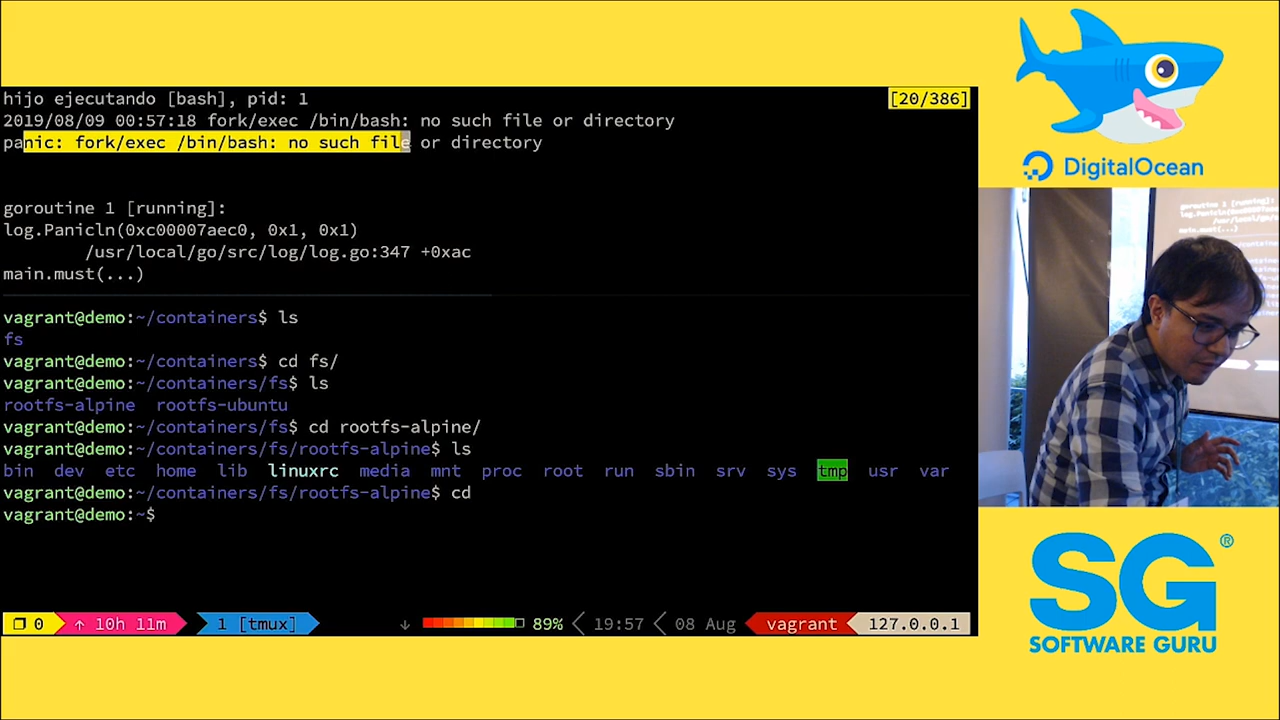 hijo ejecutando [bash], pid: 1
[20/386]
2019/08/09 00:57:18 fork/exec /bin/bash: no such file or directory
panic: fork/exec /bin/bash: no such file or directory
goroutine 1 [running]:
log.Panicln(0xc00007aec0, 0x1, 0x1)
/usr/local/go/src/log/log.go:347 +0xac
main.must(...)
vagrant@demo:~/containers$ ls
fs
vagrant@demo:~/containers$ cd fs/
vagrant@demo:~/containers/fs$ ls
rootfs-alpine rootfs-ubuntu
vagrant@demo:~/containers/fs$ cd rootfs-alpine/
vagrant@demo:~/containers/fs/rootfs-alpine$ ls
bin dev etc home lib linuxrc media mnt proc root run sbin srv sys tmp usr var
vagrant@demo:~/containers/fs/rootfs-alpine$ cd
vagrant@demo:~$
0 ↑ 10h 11m 1 [tmux] ↓ 89% 19:57 08 Aug vagrant 127.0.0.1
DigitalOcean
goroutine 1 [running]:
main.must(...)
SG®
SOFTWARE GURU